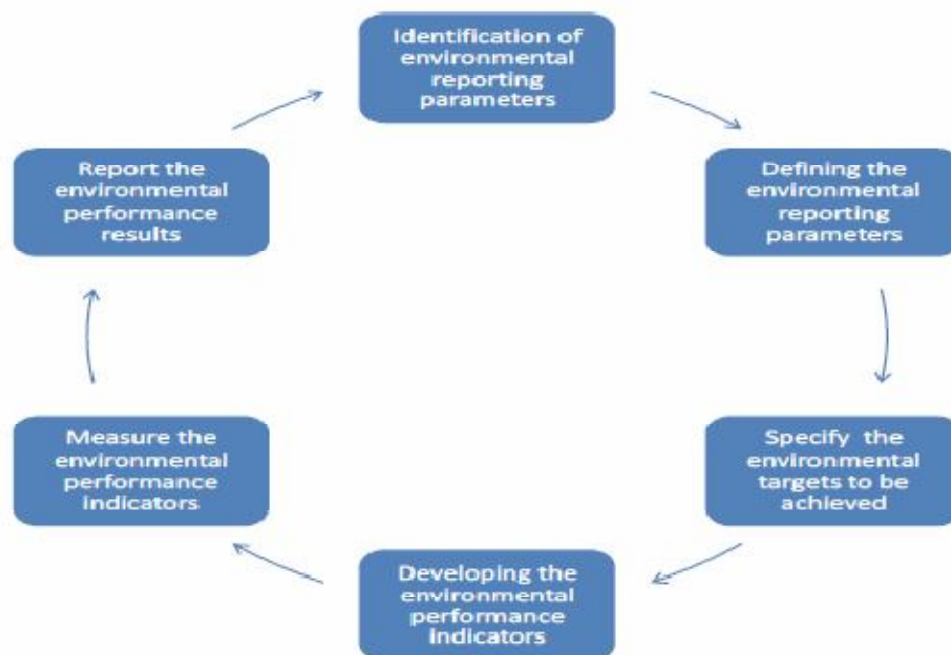 Identification of
environmental
reporting
parameters
Defining the
environmental
reporting
parameters
Specify the
environmental
targets to be
achieved
Developing the
environmental
performance
indicators
Measure the
environmental
performance
indicators
Report the
environmental
performance
results